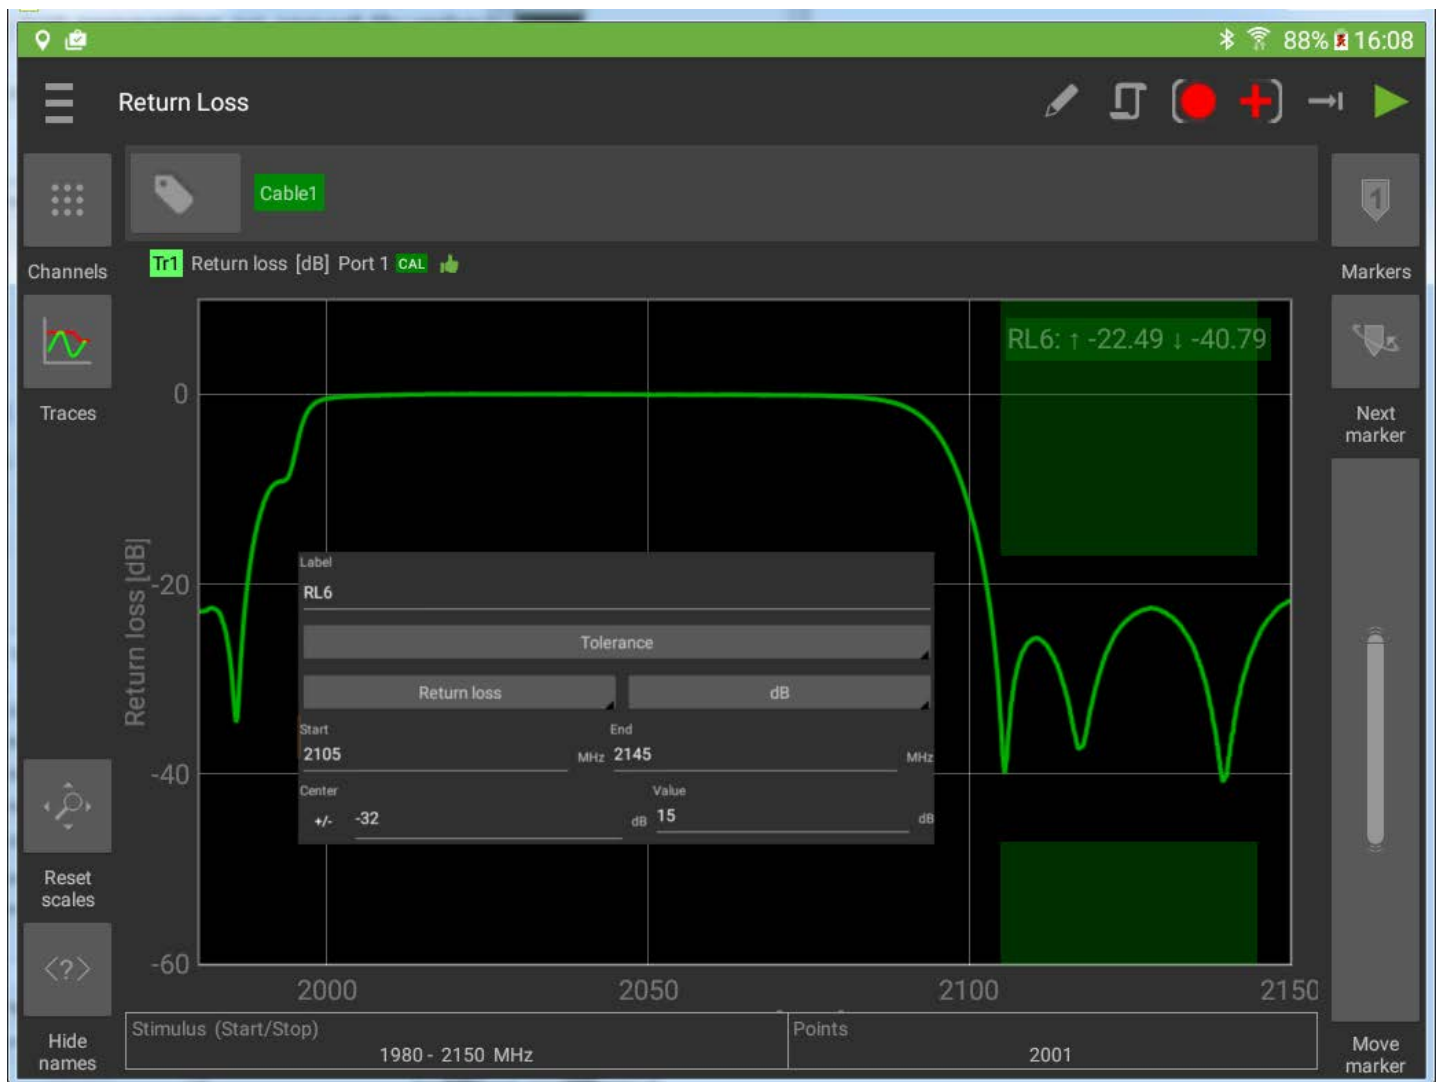 88% 16:08
Return Loss
Cable1
1
Channels
Tr1 Return loss [dB] Port 1 CAL
Markers
RL6: ↑ -22.49 ↓ -40.79
0
Traces
Next
marker
Label
RL6
Return loss [dB]
-20
Tolerance
Return loss dB
Start End
2105 MHz 2145 MHz
-40
Center Value
+/- -32 dB 15 dB
Reset
scales
-60
<?>
2000 2050 2100 2150
Stimulus (Start/Stop) Points
1980 - 2150 MHz 2001
Hide
names
Move
marker